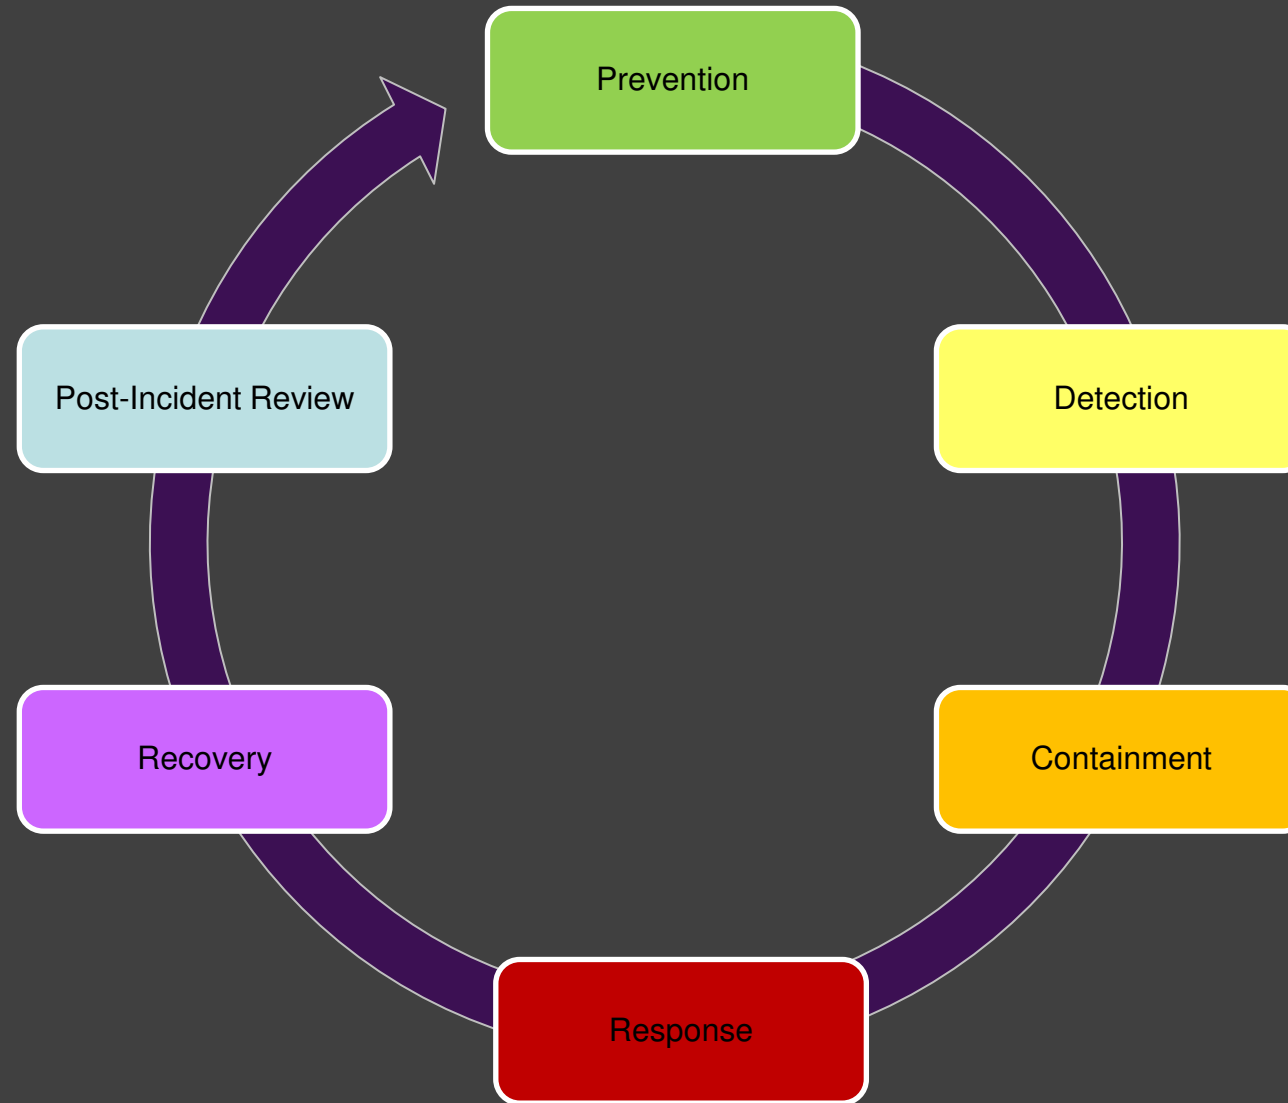 Prevention
Detection
Containment
Response
Recovery
Post-Incident Review